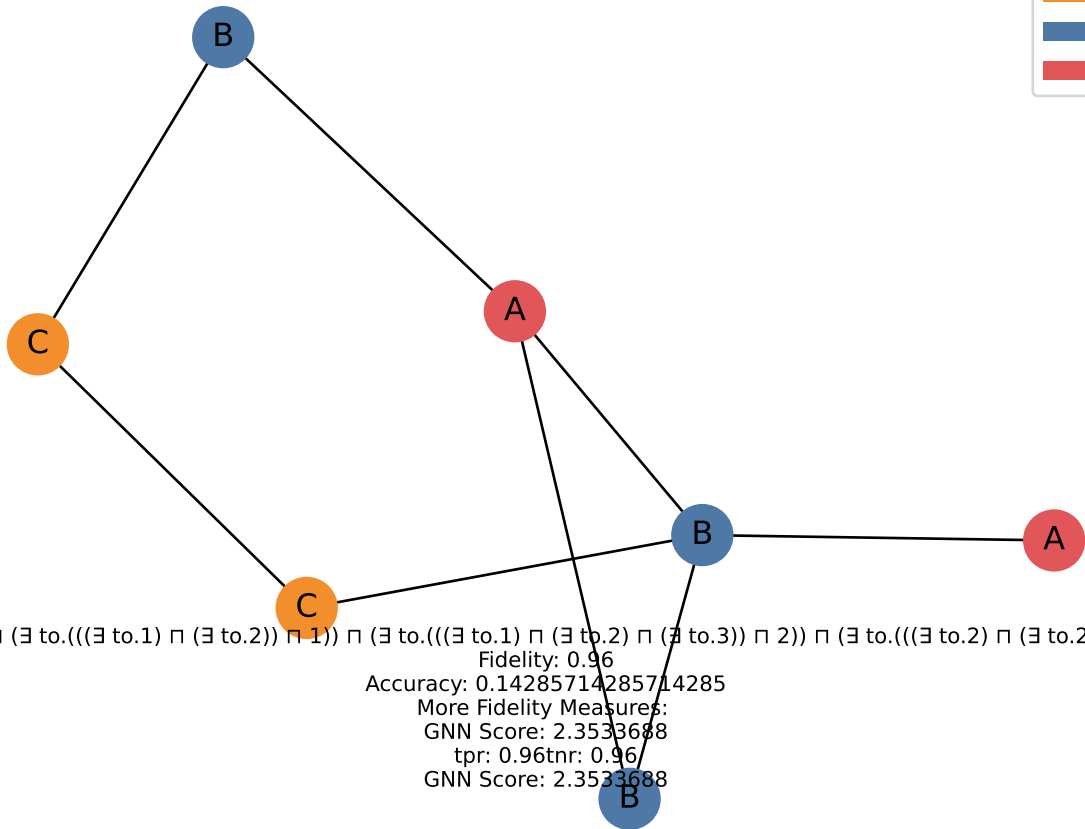 B
A
C
B
A
C
(∃ to.(((∃ to.1) ⊓ (∃ to.2)) ⊓ 1)) ⊓ (∃ to.(((∃ to.1) ⊓ (∃ to.2) ⊓ (∃ to.3)) ⊓ 2)) ⊓ (∃ to.(((∃ to.2) ⊓ (∃ to.2
Fidelity: 0.96
Accuracy: 0.14285714285714285
More Fidelity Measures:
GNN Score: 2.3533688
tpr: 0.96tnr: 0.96
GNN Score: 2.3533688
B